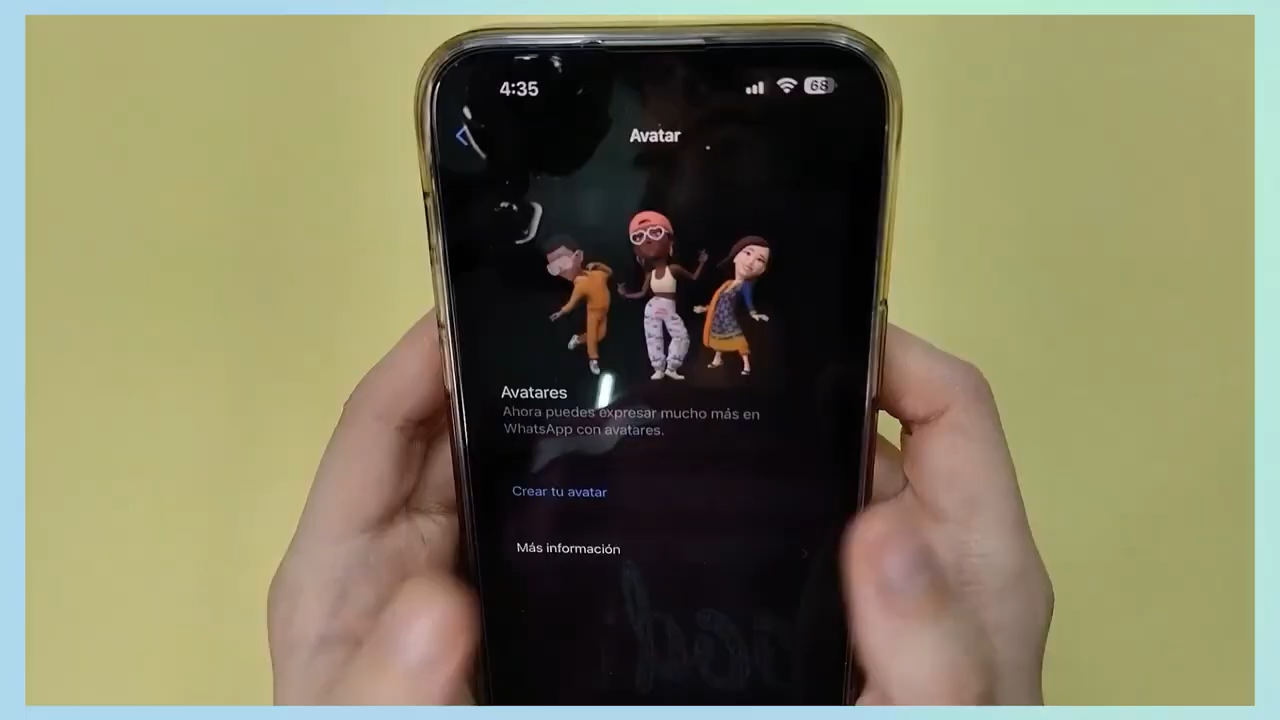 4:35
68
Avatar
Avatares
Ahora puedes expresar mucho más en
WhatsApp con avatares.
Crear tu avatar
Más información